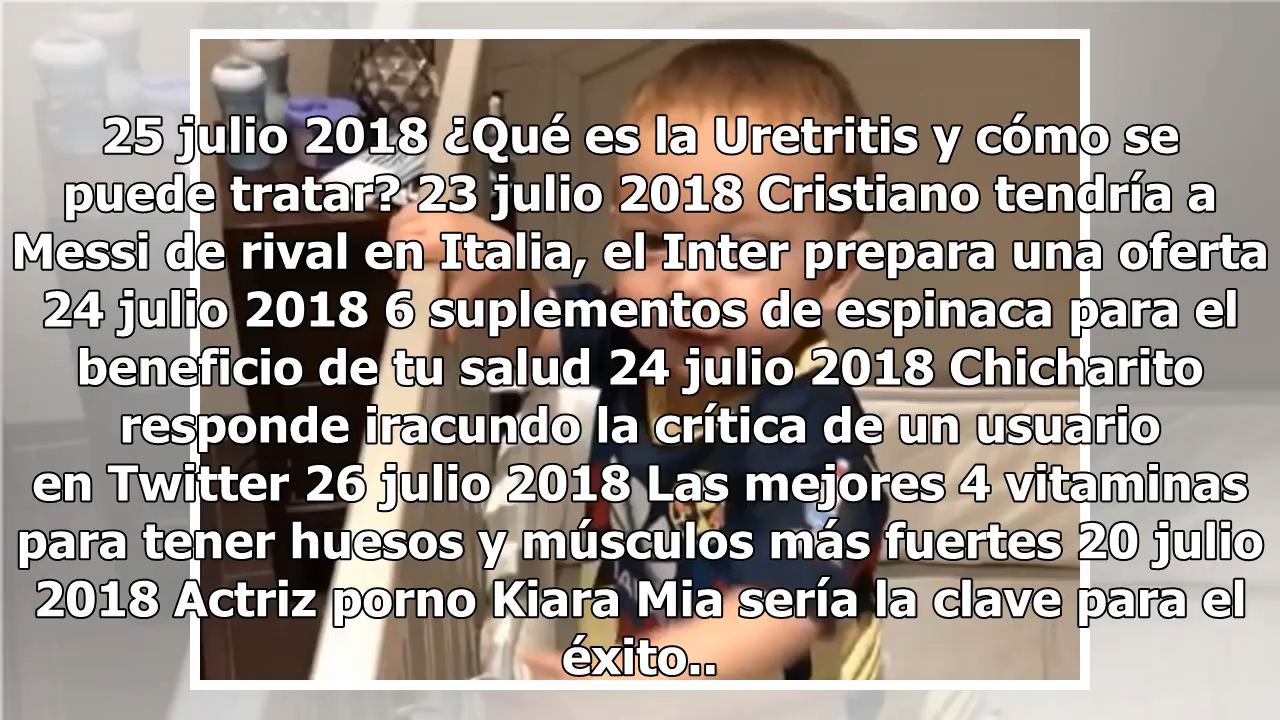 25 julio 2018 ¿Qué es la Uretritis y cómo se
puede tratar? 23 julio 2018 Cristiano tendría a
Messi de rival en Italia, el Inter prepara una oferta
24 julio 2018 6 suplementos de espinaca para el
beneficio de tu salud 24 julio 2018 Chicharito
responde iracundo la crítica de un usuario
en Twitter 26 julio 2018 Las mejores 4 vitaminas
para tener huesos y músculos más fuertes 20 julio
2018 Actriz porno Kiara Mia sería la clave para el
éxito..